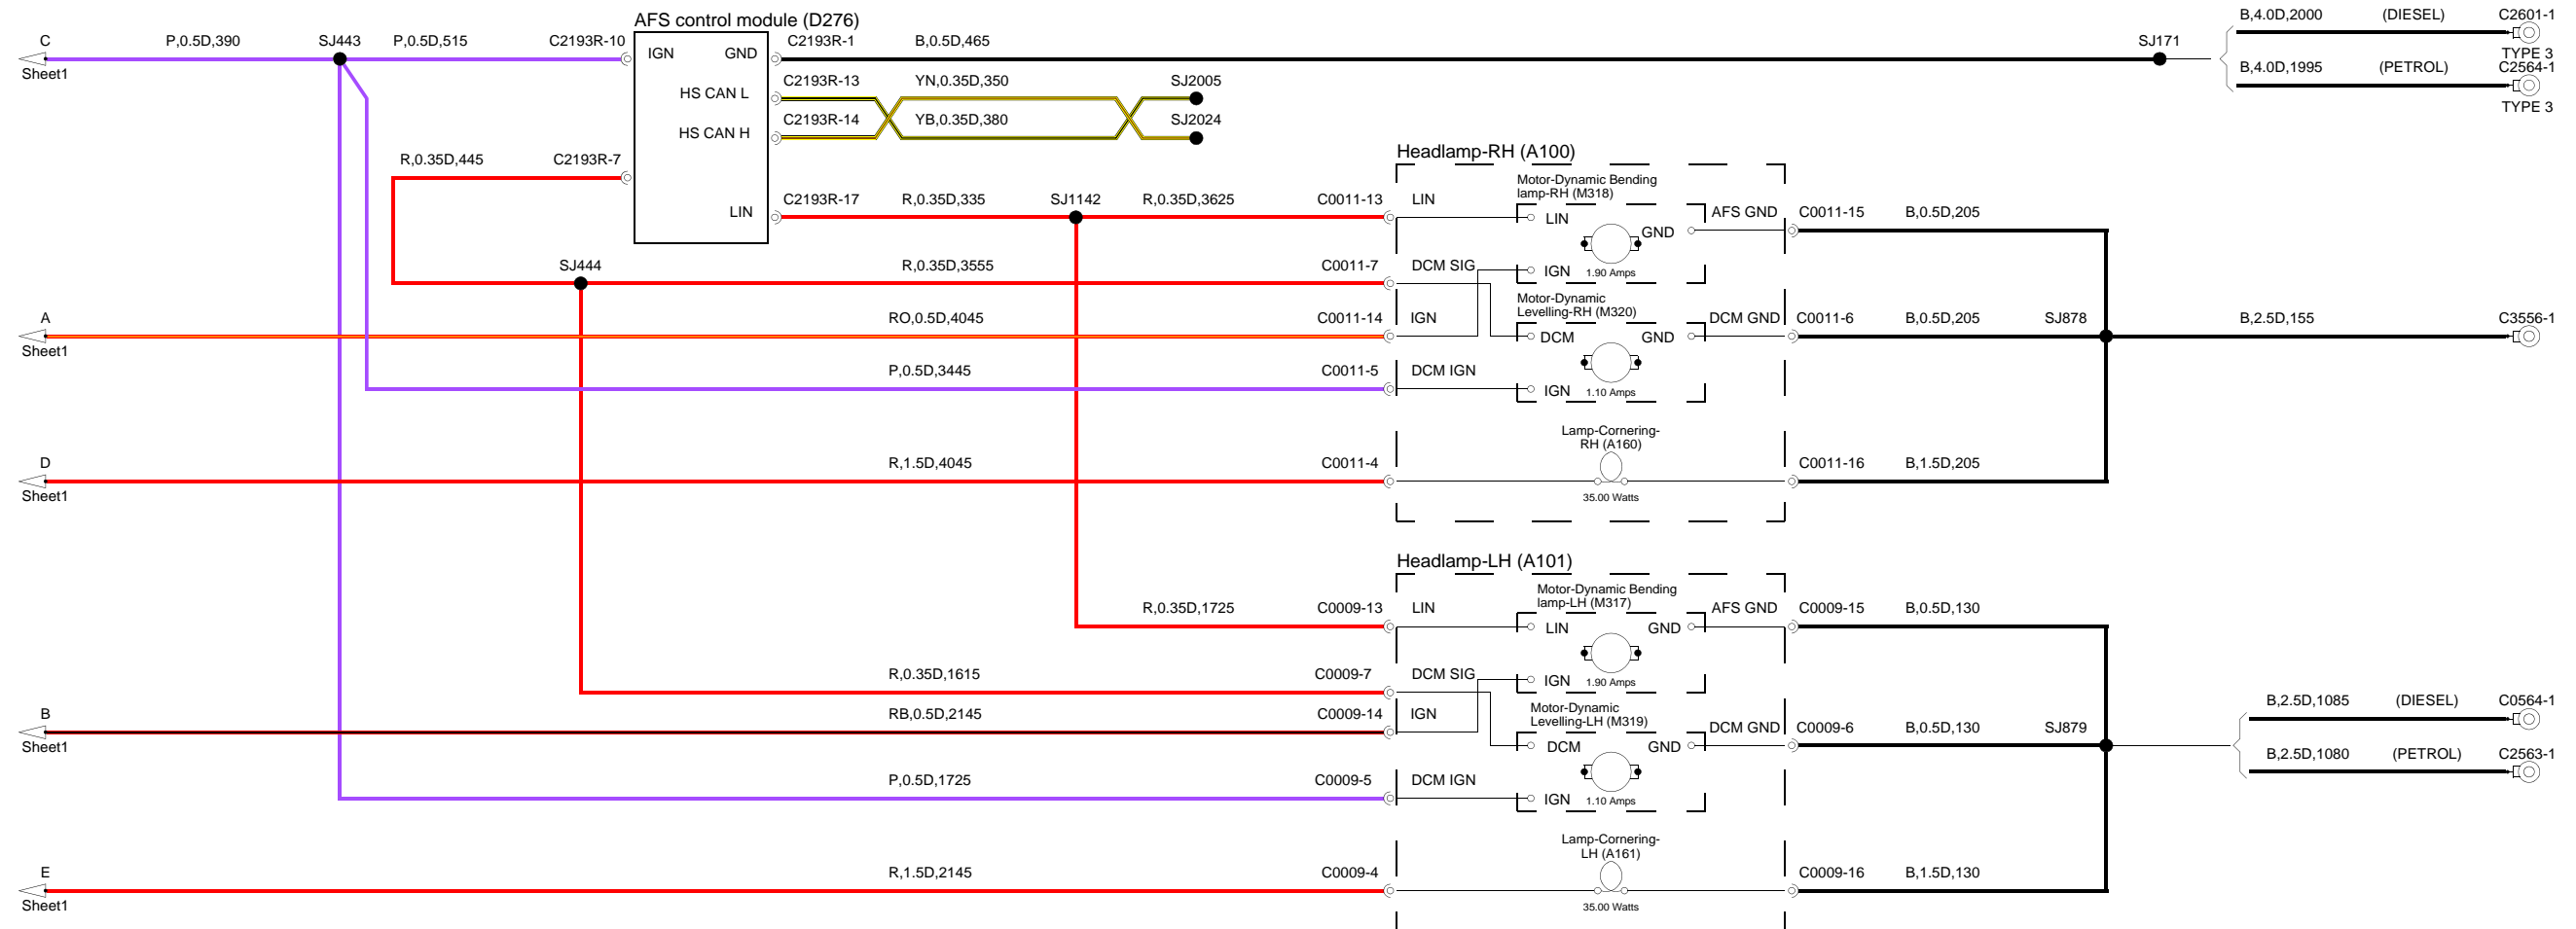 AFS control module (D276)
B,4.0D,2000 (DIESEL) C2601-1
C P,0.5D,390 SJ443 P,0.5D,515 C2193R-10 C2193R-1 B,0.5D,465 SJ171
IGN GND
TYPE 3
Sheet1
B,4.0D,1995 (PETROL) C2564-1
TYPE 3
C2193R-13 YN,0.35D,350 SJ2005
HS CAN L
C2193R-14 YB,0.35D,380 SJ2024
HS CAN H
R,0.35D,445 C2193R-7
Headlamp-RH (A100)
Motor-Dynamic Bending
lamp-RH (M318)
C2193R-17 R,0.35D,335 SJ1142 R,0.35D,3625 C0011-13 LIN
LIN
LIN
AFS GND C0011-15 B,0.5D,205
GND
SJ444 R,0.35D,3555 C0011-7 DCM SIG
IGN 1.90 Amps
Motor-Dynamic
Levelling-RH (M320)
A RO,0.5D,4045 C0011-14 IGN
DCM GND C0011-6 B,0.5D,205 SJ878 B,2.5D,155 C3556-1
DCM GND
Sheet1
P,0.5D,3445 C0011-5 DCM IGN
IGN 1.10 Amps
Lamp-Cornering-
RH (A160)
D R,1.5D,4045 C0011-4 C0011-16 B,1.5D,205
Sheet1
35.00 Watts
Headlamp-LH (A101)
Motor-Dynamic Bending
lamp-LH (M317)
R,0.35D,1725 C0009-13 LIN AFS GND C0009-15 B,0.5D,130
LIN GND
R,0.35D,1615 C0009-7 DCM SIG
IGN 1.90 Amps
Motor-Dynamic
Levelling-LH (M319)
B,2.5D,1085 (DIESEL) C0564-1
B RB,0.5D,2145 C0009-14 IGN
DCM GND C0009-6 B,0.5D,130 SJ879
DCM GND
Sheet1
B,2.5D,1080 (PETROL) C2563-1
P,0.5D,1725 C0009-5 DCM IGN
IGN 1.10 Amps
Lamp-Cornering-
LH (A161)
E R,1.5D,2145 C0009-4 C0009-16 B,1.5D,130
Sheet1
35.00 Watts